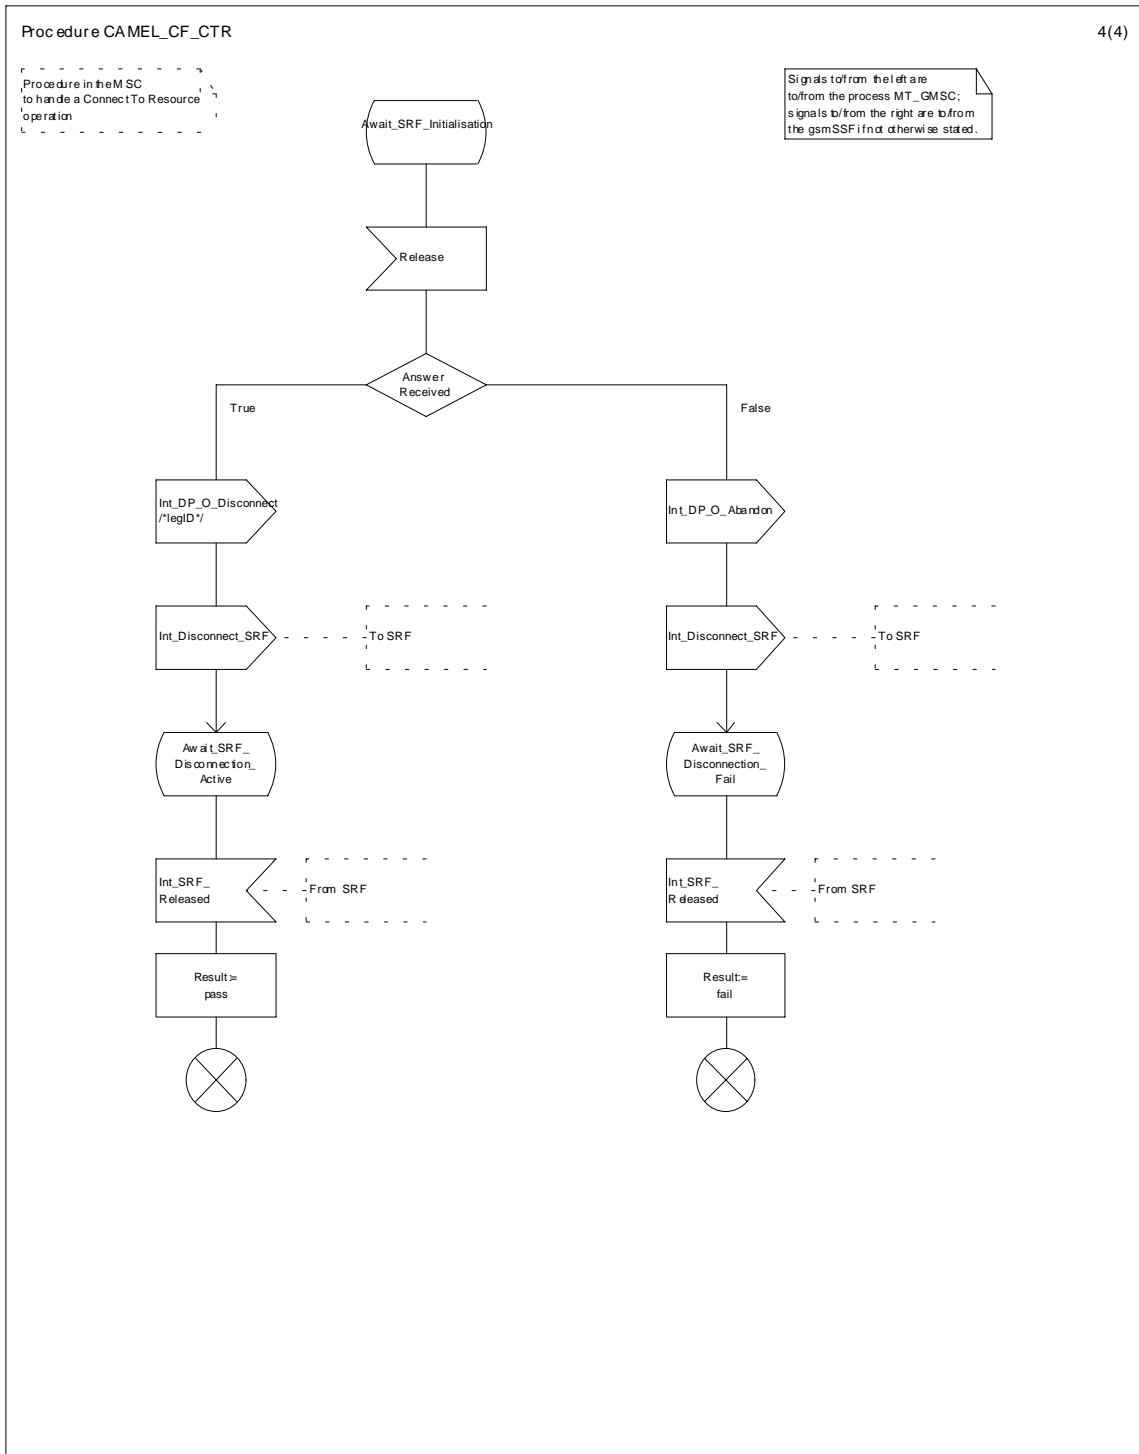 Procedure CAMEL_CF_CTR
4(4)
Procedure in the MSC
to handle a Connect To Resource
operation
Signals to/from the left are
to/from the process MT_GMSC;
signals to/from the right are to/from
the gsmSSF if not otherwise stated.
Await_SRF_Initialisation
Release
Answer
Received
True
False
Int_DP_O_Disconnect
/*legID*/
Int_DP_O_Abandon
Int_Disconnect_SRF
To SRF
Int_Disconnect_SRF
To SRF
Await_SRF_
Disconnection_
Active
Await_SRF_
Disconnection_
Fail
Int_SRF_
Released
From SRF
Int_SRF_
Released
From SRF
Result:=
pass
Result:=
fail